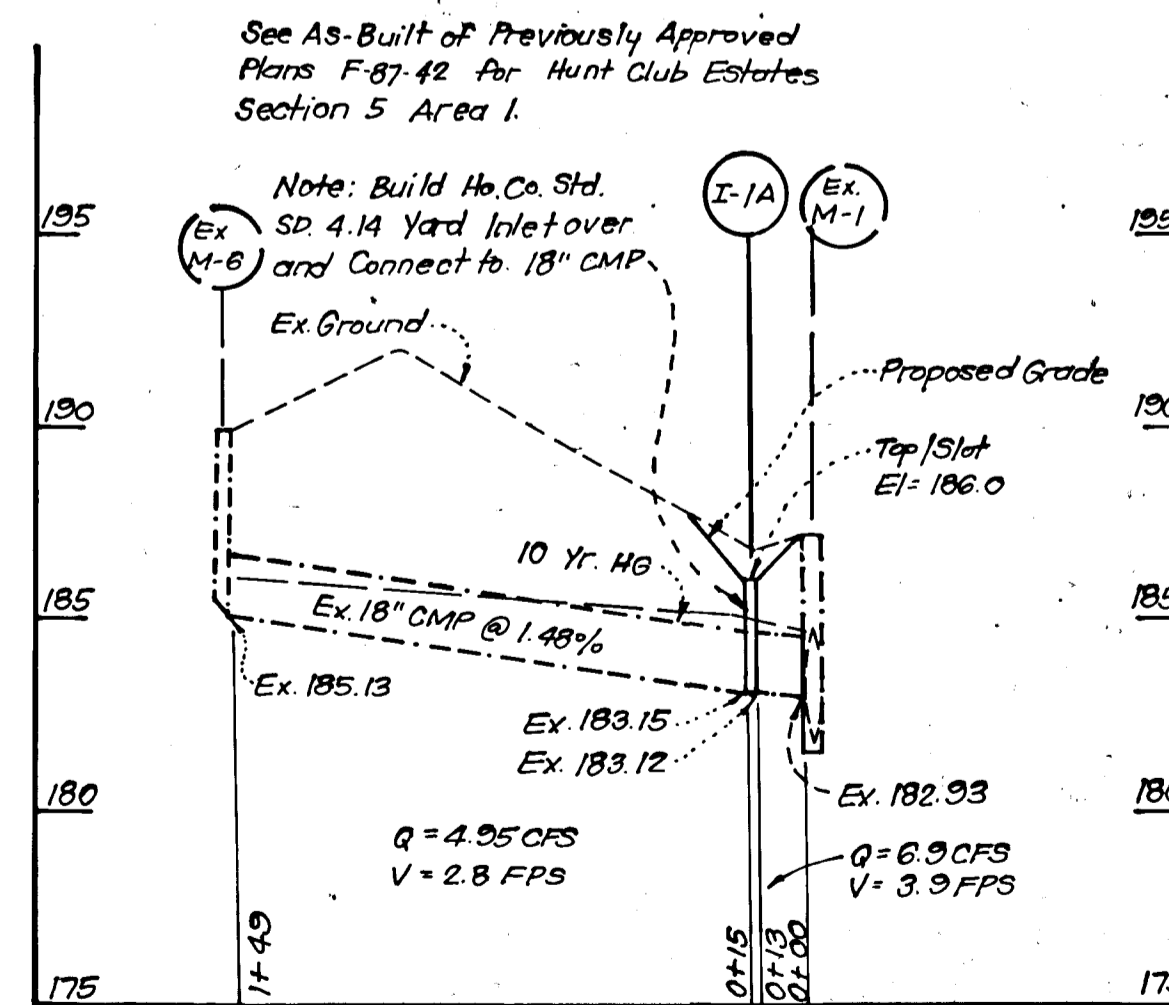 See As-Built of Previously Approved
Plans F-87-42 for Hunt Club Estates
Section 5 Area 1.
Note: Build Ho.Co. Std.
SD. 4.14 Yard Inlet over
and Connect to 18" CMP
I-1A
Ex.
M-1
Ex
M-6
195
195
Ex. Ground
Proposed Grade
190
190
Top/Slot
El= 186.0
10 Yr. HG
185
185
Ex. 18" CMP @ 1.48%
Ex. 185.13
Ex. 183.15
Ex. 183.12
Ex. 182.93
180
180
Q = 4.95 CFS
V = 2.8 FPS
Q = 6.9 CFS
V = 3.9 FPS
1+49
0+15
0+13
0+00
175
175